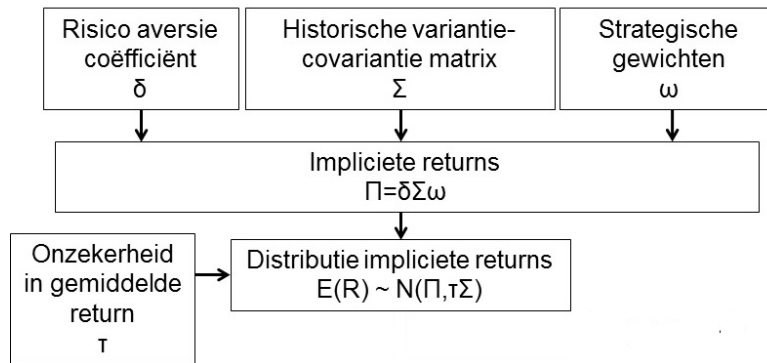 Risico aversie
coëfficiënt
δ
Historische variantie-
covariantie matrix
Σ
Strategische
gewichten
ω
Impliciete returns
Π=δΣω
Onzekerheid
in gemiddelde
return
τ
Distributie impliciete returns
E(R) ~ N(Π,τΣ)